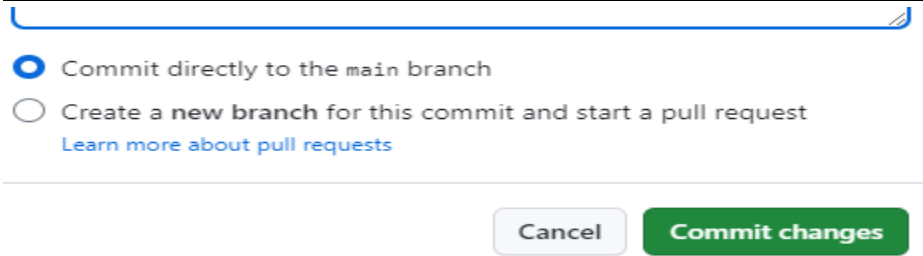 Commit directly to the main branch
Create a new branch for this commit and start a pull request
Learn more about pull requests
Cancel Commit changes